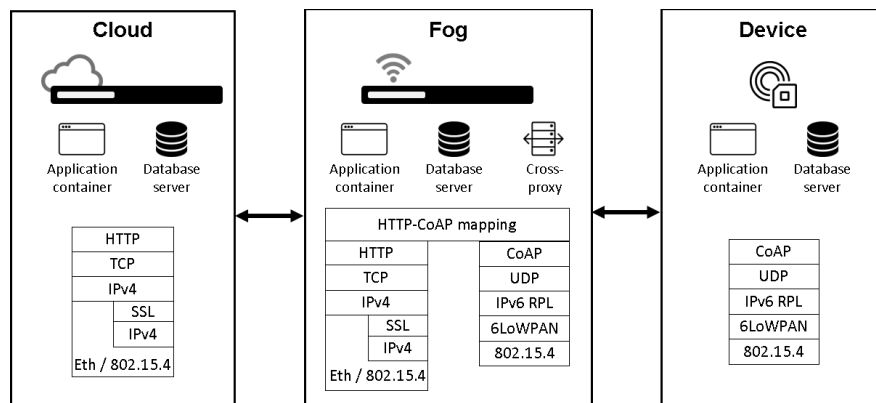 Cloud
Application
container
Database
server
HTTP
TCP
IPv4
SSL
IPv4
Eth / 802.15.4
Fog
Application
container
Database
server
Cross-
proxy
HTTP-CoAP mapping
HTTP
TCP
IPv4
SSL
IPv4
Eth / 802.15.4
CoAP
UDP
IPv6 RPL
6LoWPAN
802.15.4
Device
Application
container
Database
server
CoAP
UDP
IPv6 RPL
6LoWPAN
802.15.4